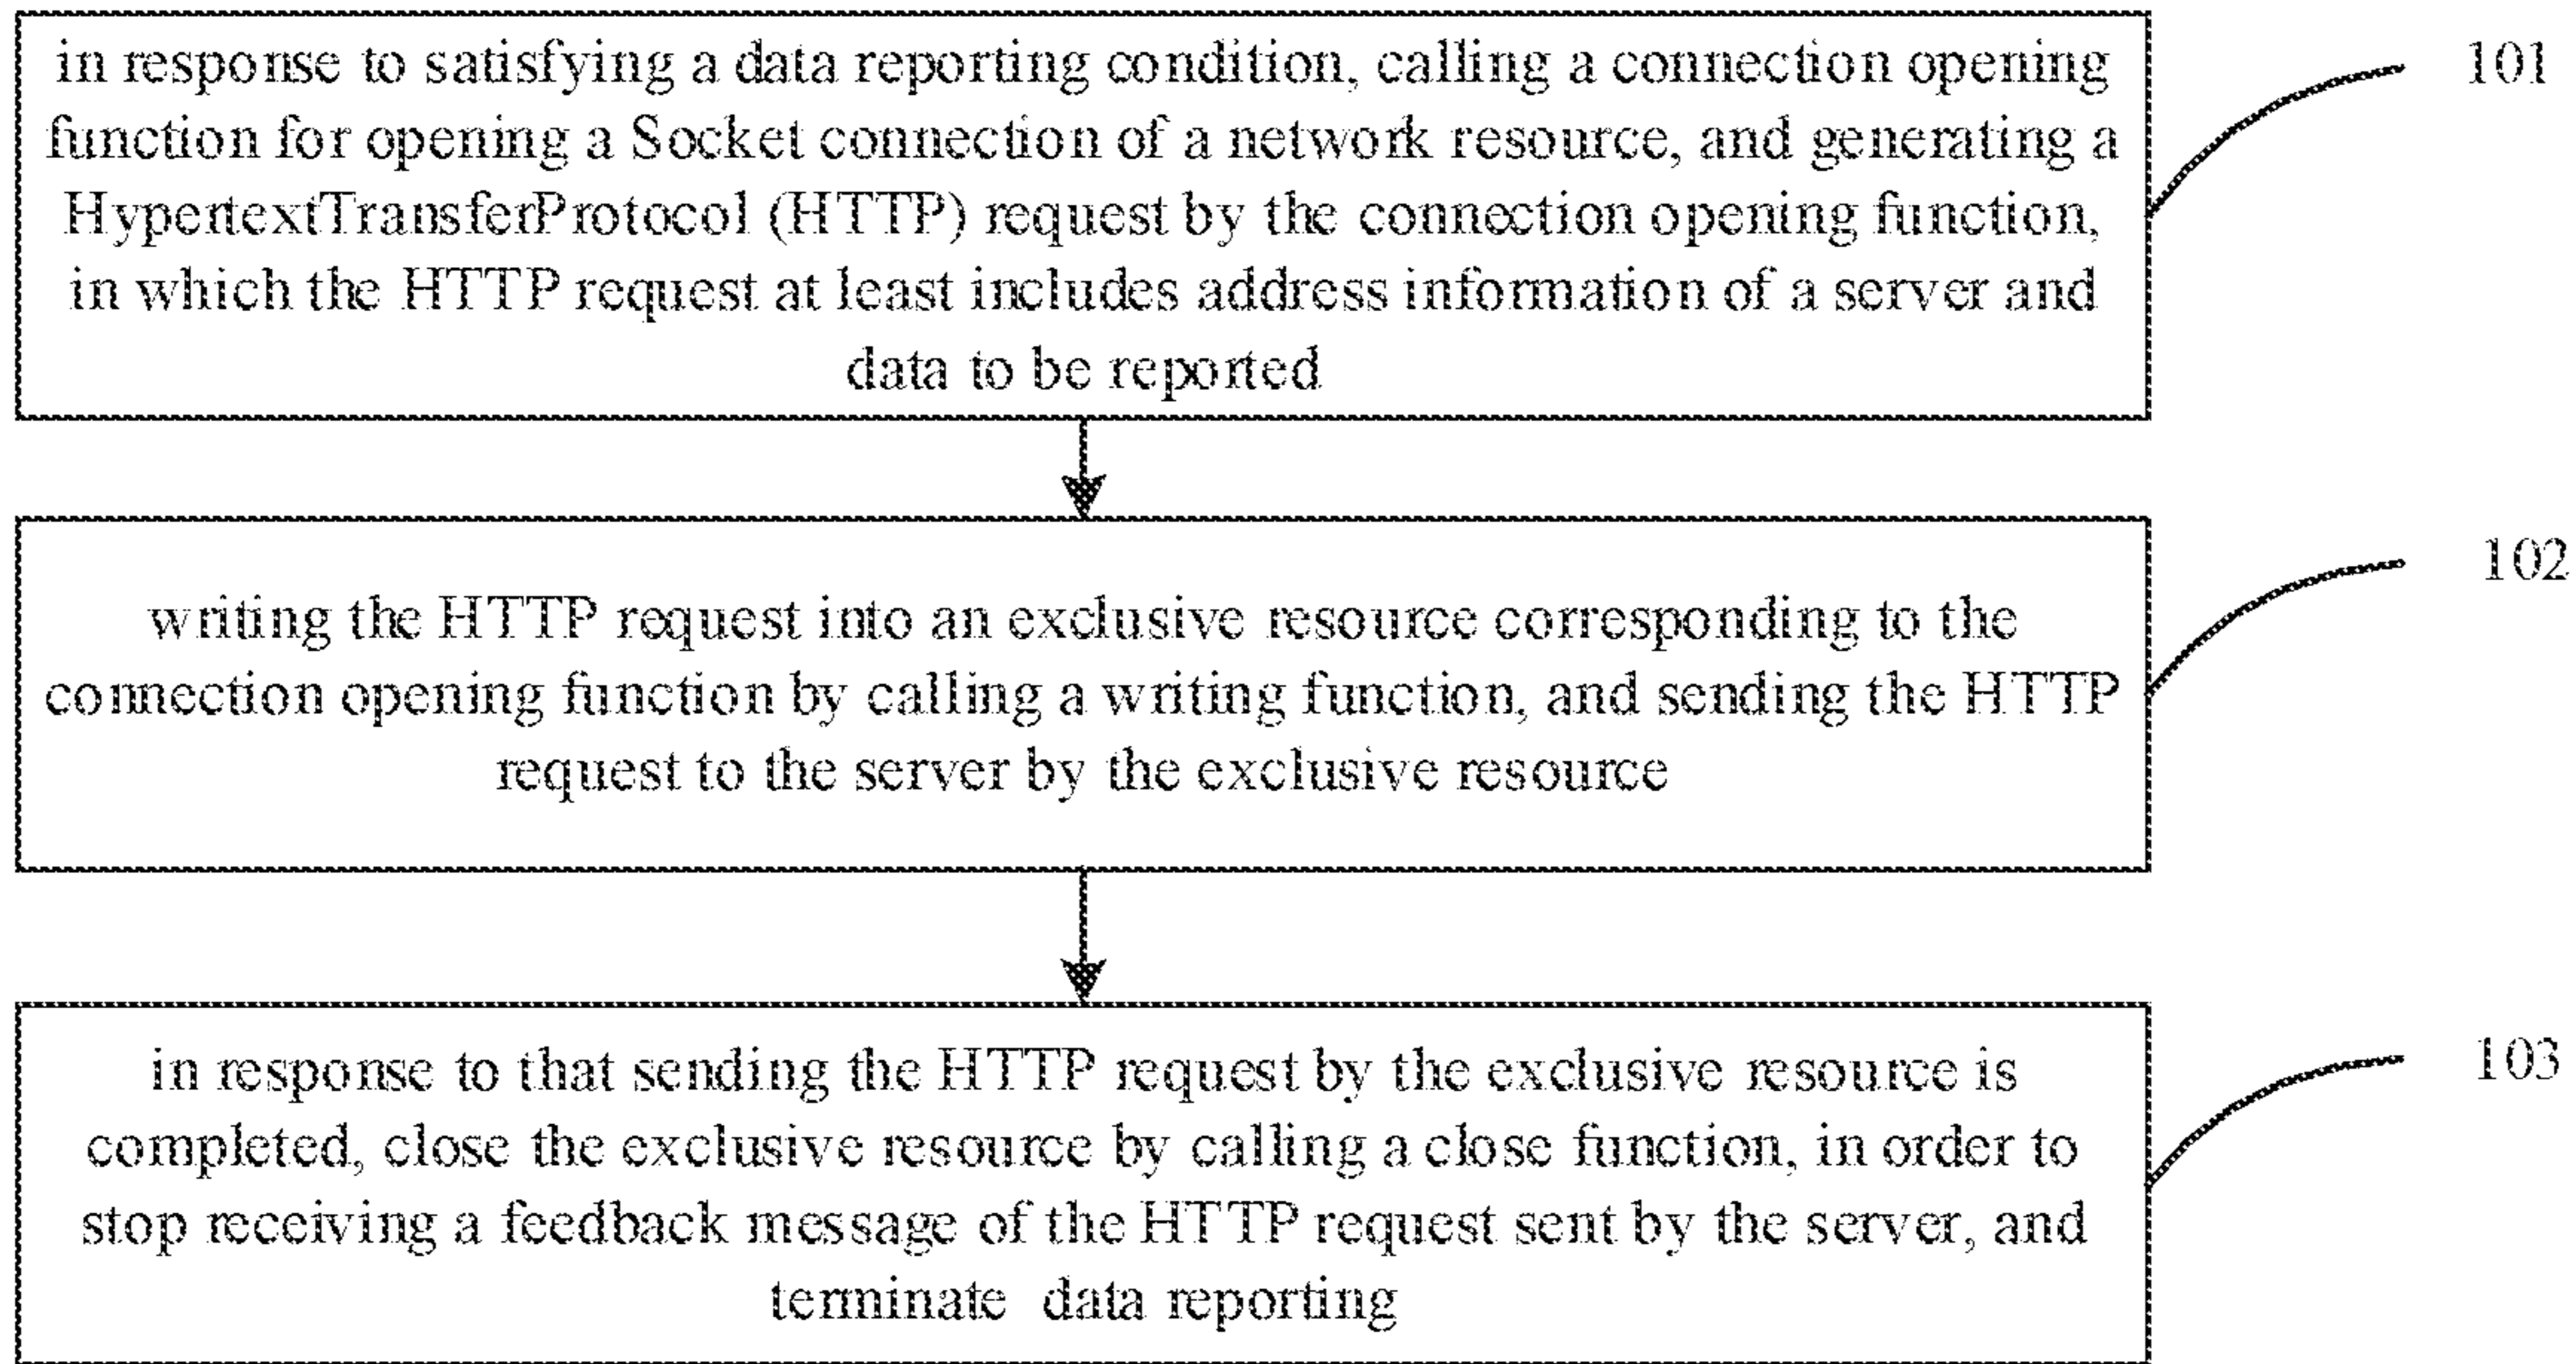 in response to satisfying a data reporting condition, calling a connection opening
function for opening a Socket connection of a network resource, and generating a
HypertextTransferProtocol (HTTP) request by the connection opening function,
in which the HTTP request at least includes address information of a server and
data to be reported
101
writing the HTTP request into an exclusive resource corresponding to the
connection opening function by calling a writing function, and sending the HTTP
request to the server by the exclusive resource
102
in response to that sending the HTTP request by the exclusive resource is
completed, close the exclusive resource by calling a close function, in order to
stop receiving a feedback message of the HTTP request sent by the server, and
terminate data reporting
103